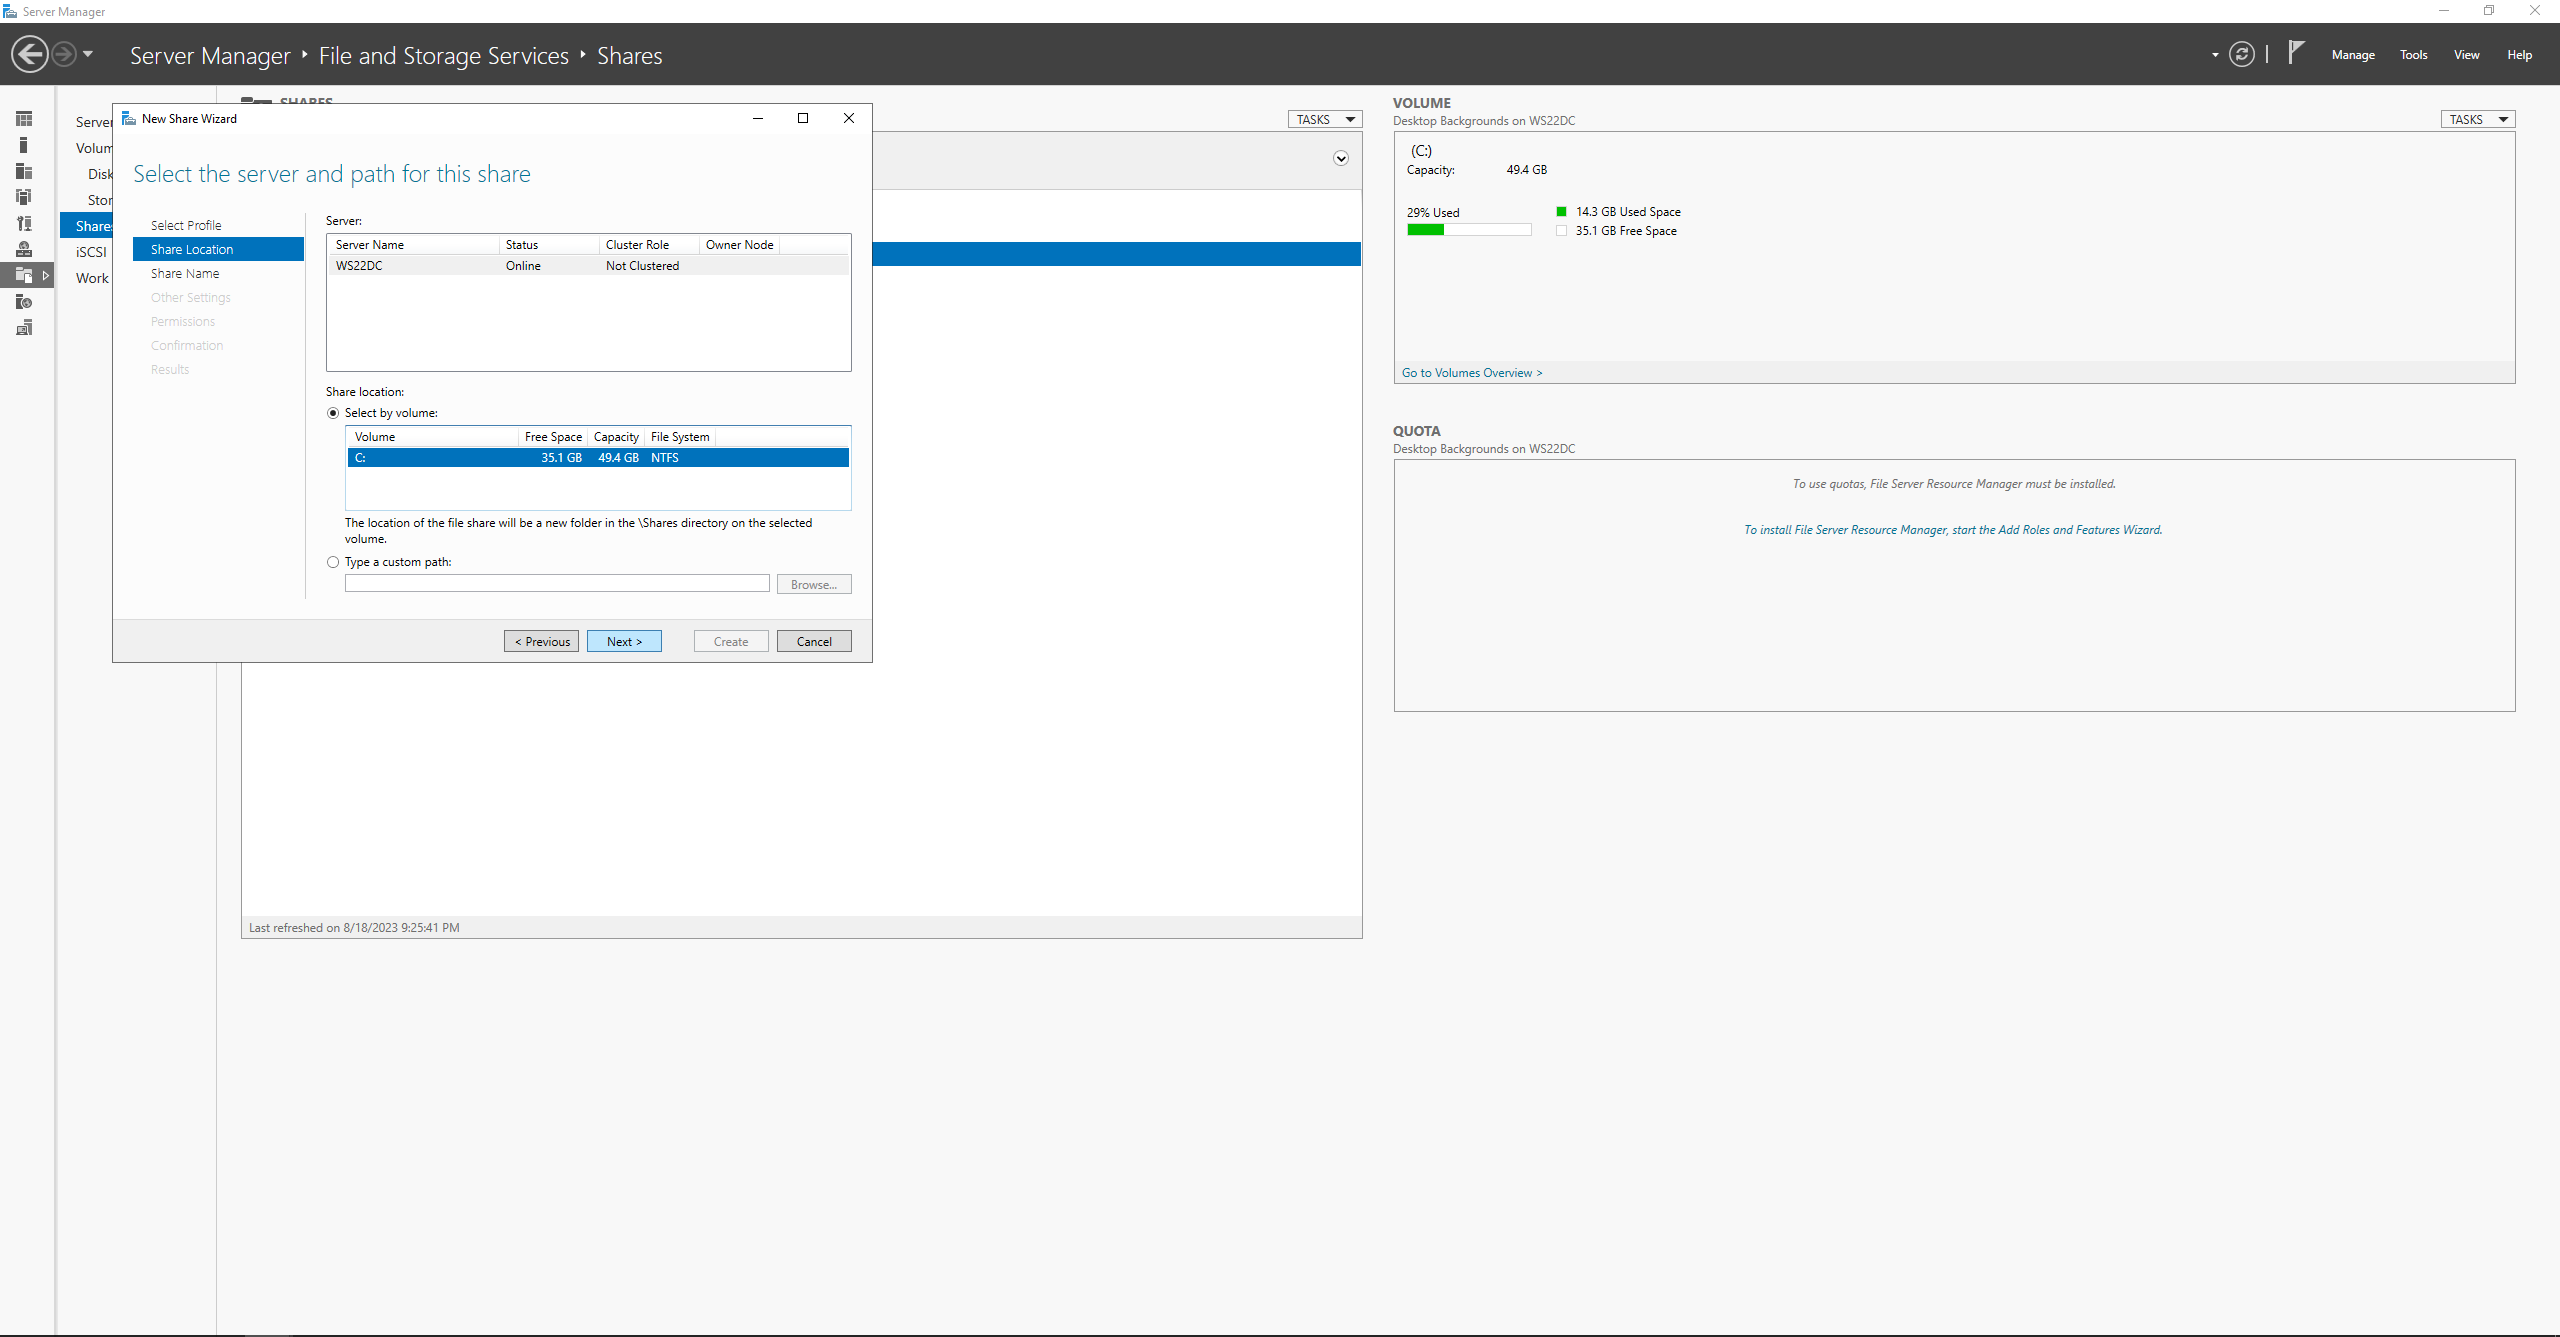 Server Manager
Server Manager ‣ File and Storage Services ‣ Shares
Manage Tools View Help
SHARES
TASKS
Server
Volum
Disk
Stor
Shares
iSCSI
Work
New Share Wizard
Select the server and path for this share
Select Profile
Share Location
Share Name
Other Settings
Permissions
Confirmation
Results
Server:
Server Name Status Cluster Role Owner Node
WS22DC Online Not Clustered
Share location:
Select by volume:
Volume Free Space Capacity File System
C: 35.1 GB 49.4 GB NTFS
The location of the file share will be a new folder in the \Shares directory on the selected
volume.
Type a custom path:
Browse...
< Previous Next > Create Cancel
Last refreshed on 8/18/2023 9:25:41 PM
VOLUME
Desktop Backgrounds on WS22DC
TASKS
(C:)
Capacity: 49.4 GB
29% Used
14.3 GB Used Space
35.1 GB Free Space
Go to Volumes Overview >
QUOTA
Desktop Backgrounds on WS22DC
To use quotas, File Server Resource Manager must be installed.
To install File Server Resource Manager, start the Add Roles and Features Wizard.